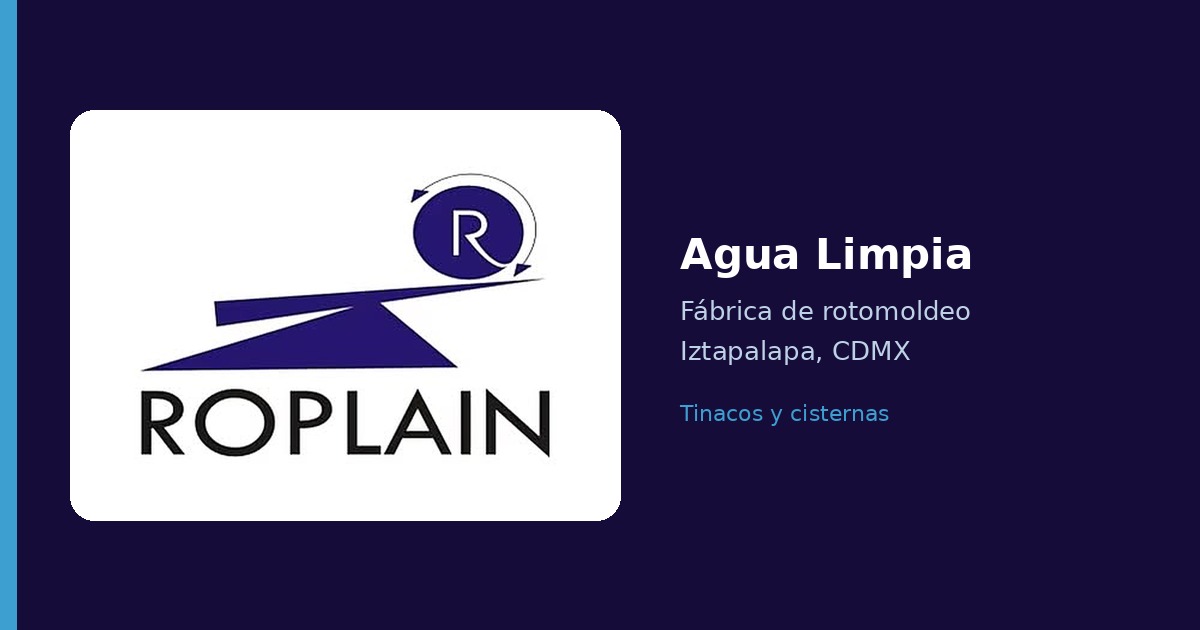 R
ROPLAIN
Agua Limpia
Fábrica de rotomoldeo
Iztapalapa, CDMX
Tinacos y cisternas